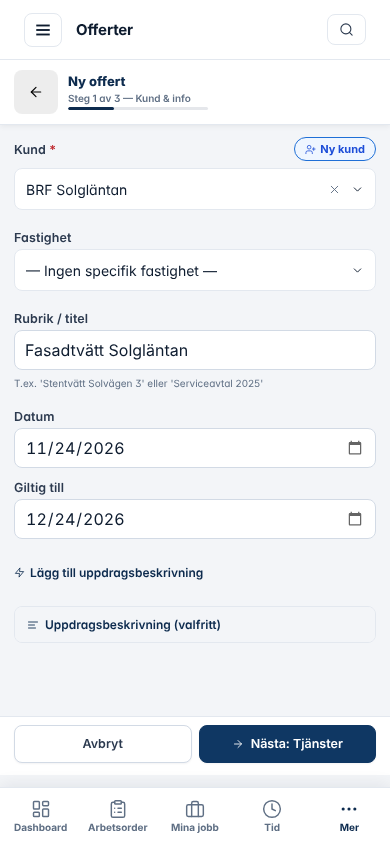 Offerter
Ny offert
Steg 1 av 3 — Kund & info
Kund *
Ny kund
BRF Solgläntan
Fastighet
— Ingen specifik fastighet —
Rubrik / titel
Fasadtvätt Solgläntan
T.ex. 'Stentvätt Solvägen 3' eller 'Serviceavtal 2025'
Datum
11/24/2026
Giltig till
12/24/2026
Lägg till uppdragsbeskrivning
Uppdragsbeskrivning (valfritt)
Avbryt
Nästa: Tjänster
Dashboard
Arbetsorder
Mina jobb
Tid
Mer